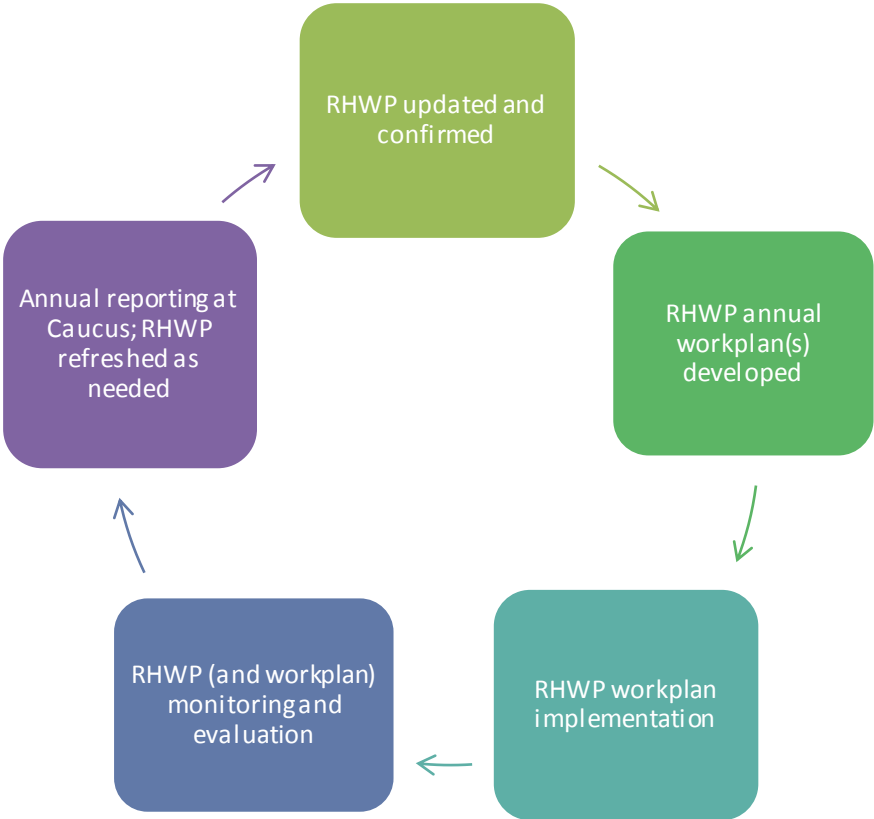 RHWP updated and
confirmed
RHWP annual
workplan(s)
developed
RHWP workplan
implementation
RHWP (and workplan)
monitoring and
evaluation
Annual reporting at
Caucus; RHWP
refreshed as
needed